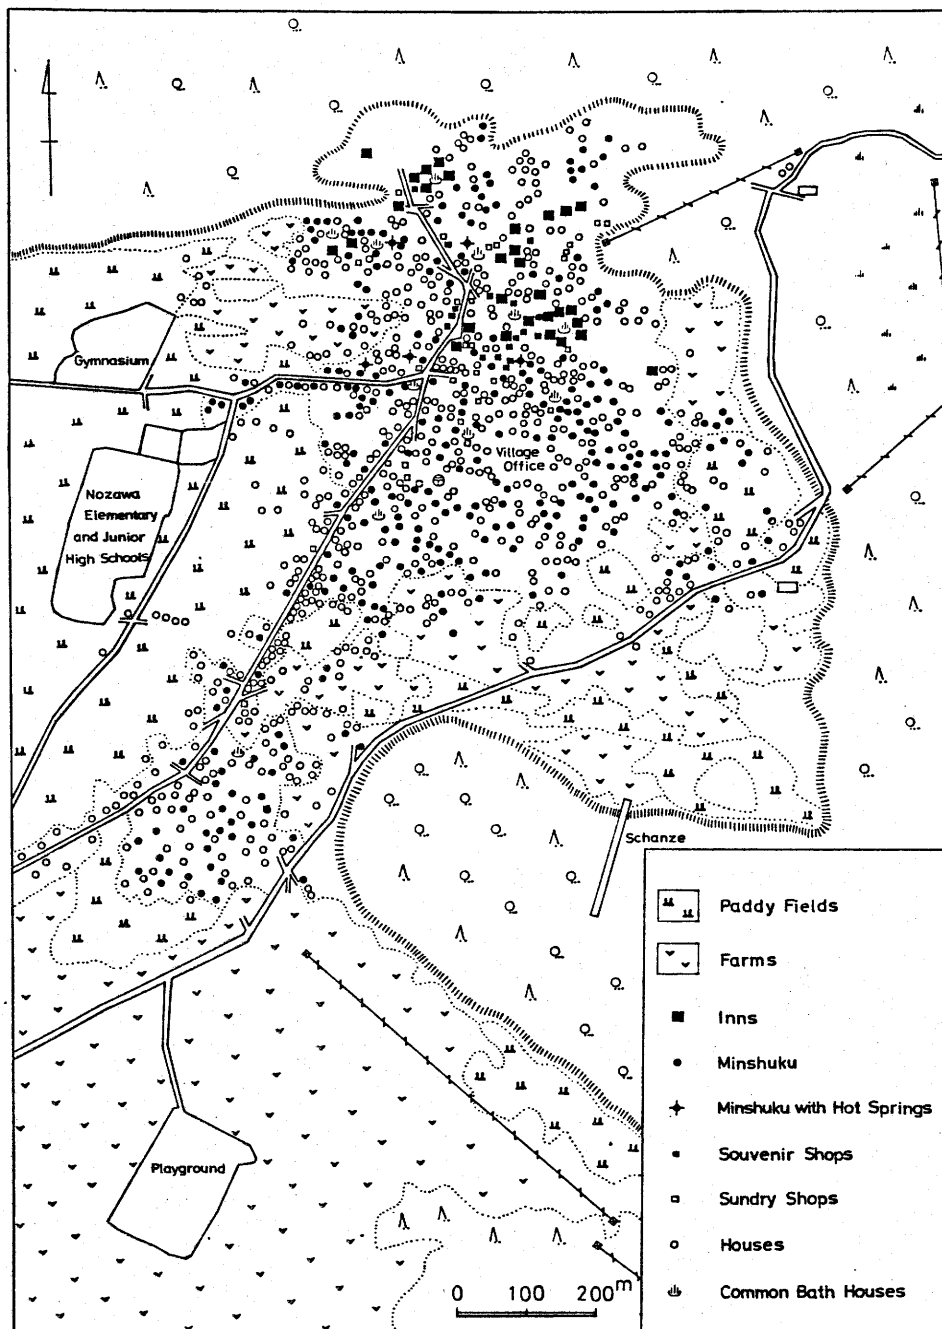 Gymnasium
Village
Office
Nozawa
Elementary
and Junior
High Schools
Schanze
Playground
Paddy Fields
Farms
Inns
Minshuku
Minshuku with Hot Springs
Souvenir Shops
Sundry Shops
Houses
Common Bath Houses
0 100 200m